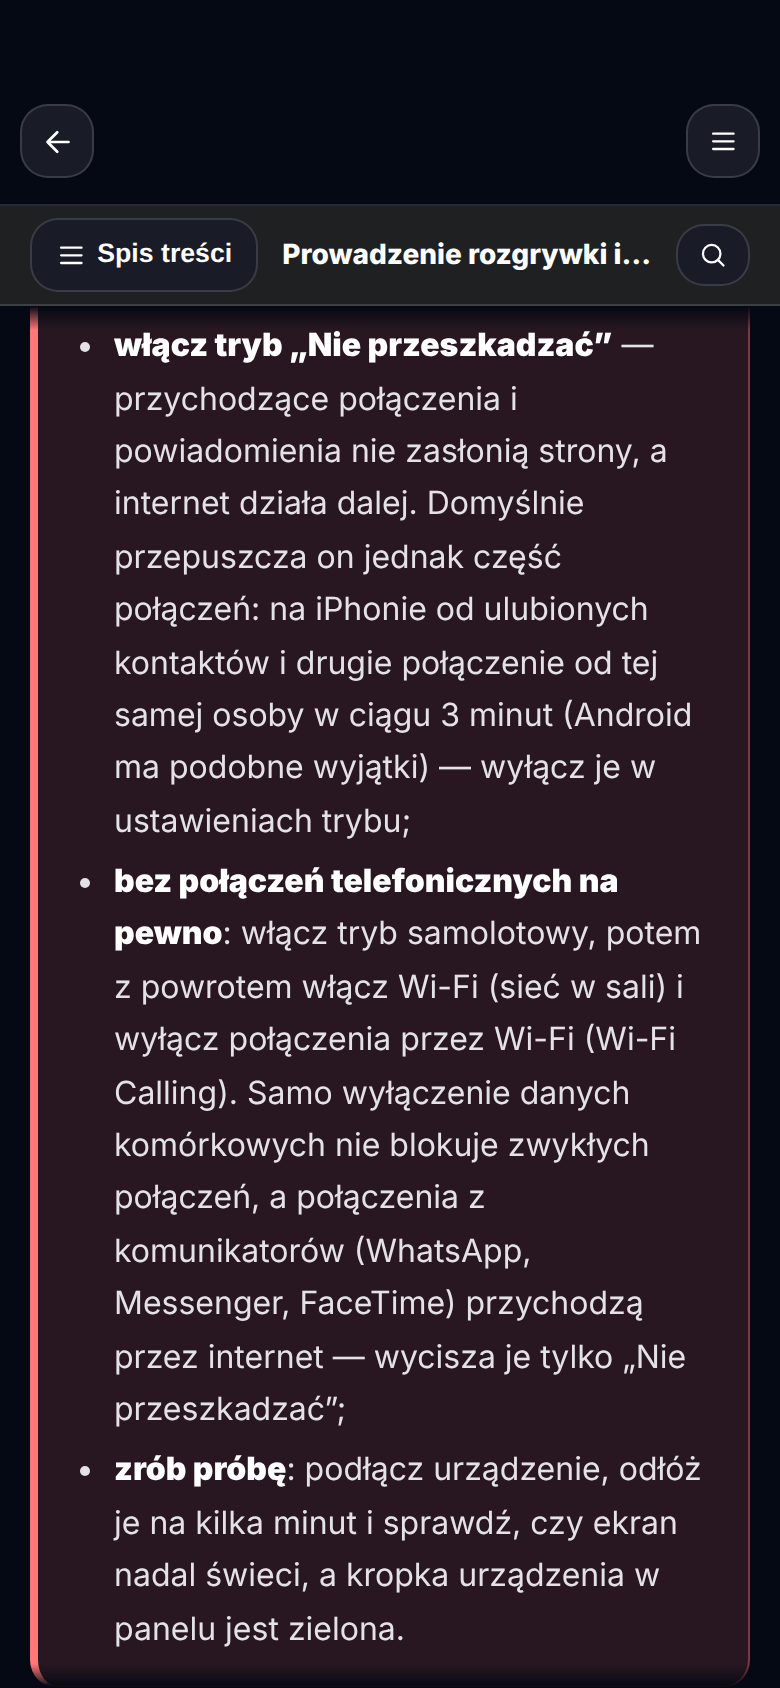 Spis treści
Prowadzenie rozgrywki i...
• włącz tryb „Nie przeszkadzać” —
przychodzące połączenia i
powiadomienia nie zasłonią strony, a
internet działa dalej. Domyślnie
przepuszcza on jednak część
połączeń: na iPhonie od ulubionych
kontaktów i drugie połączenie od tej
samej osoby w ciągu 3 minut (Android
ma podobne wyjątki) — wyłącz je w
ustawieniach trybu;
• bez połączeń telefonicznych na
pewno: włącz tryb samolotowy, potem
z powrotem włącz Wi-Fi (sieć w sali) i
wyłącz połączenia przez Wi-Fi (Wi-Fi
Calling). Samo wyłączenie danych
komórkowych nie blokuje zwykłych
połączeń, a połączenia z
komunikatorów (WhatsApp,
Messenger, FaceTime) przychodzą
przez internet — wycisza je tylko „Nie
przeszkadzać”;
• zrób próbę: podłącz urządzenie, odłóż
je na kilka minut i sprawdź, czy ekran
nadal świeci, a kropka urządzenia w
panelu jest zielona.